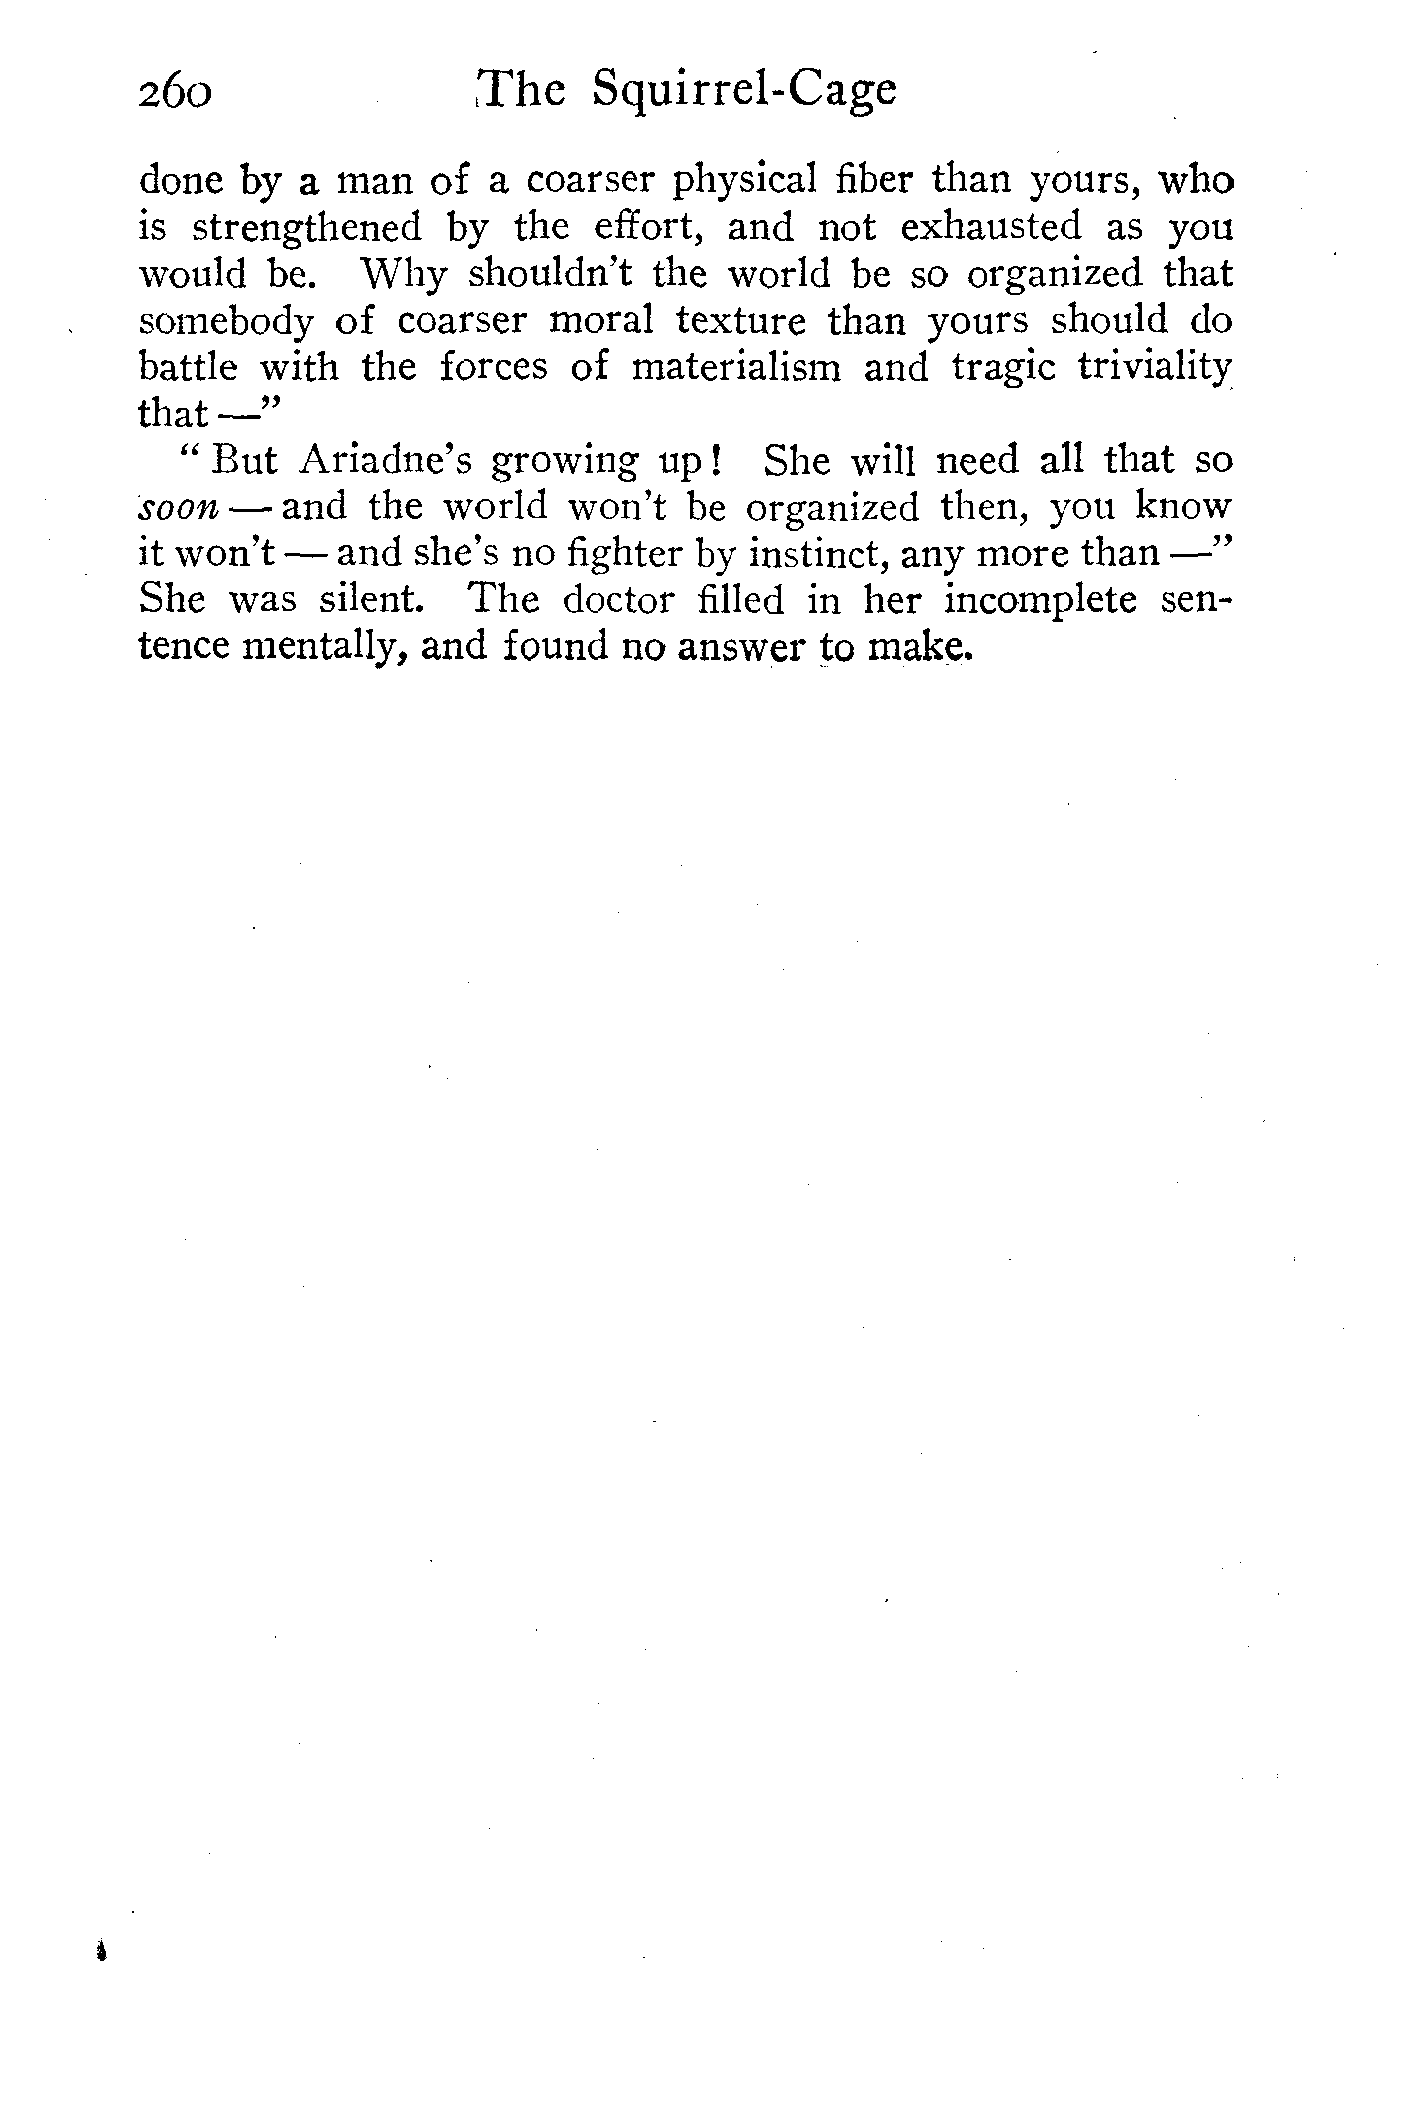 260 The Squirrel-Cage
done by a man of a coarser physical fiber than yours, who
is strengthened by the effort, and not exhausted as you
would be. Why shouldn't the world be so organized that
somebody of coarser moral texture than yours should do
battle with the forces of materialism and tragic triviality
that —"
" But Ariadne's growing up! She will need all that so
soon — and the world won't be organized then, you know
it won't — and she's no fighter by instinct, any more than —"
She was silent. The doctor filled in her incomplete sen-
tence mentally, and found no answer to make.